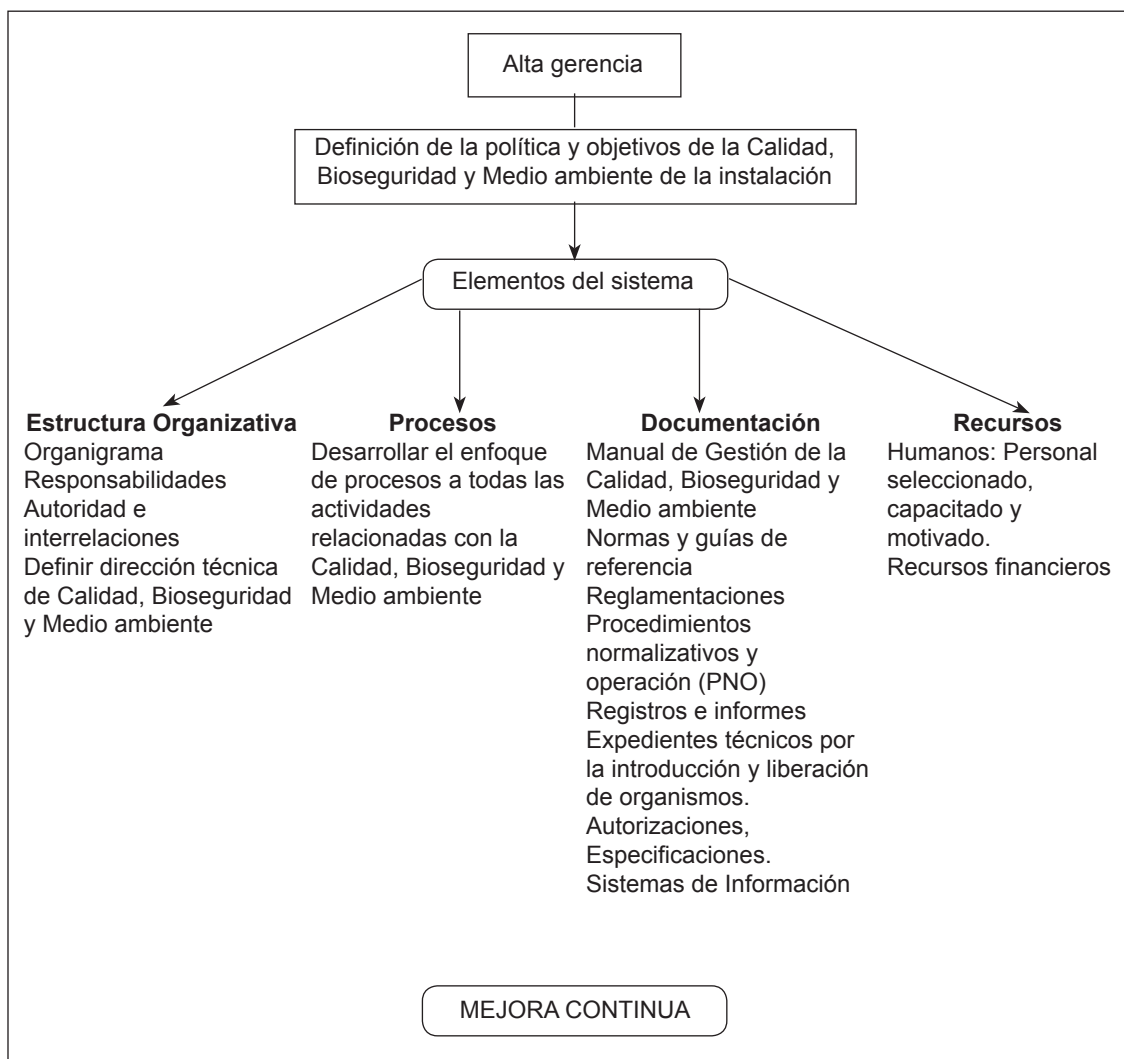 Alta gerencia
Definición de la política y objetivos de la Calidad,
Bioseguridad y Medio ambiente de la instalación
Elementos del sistema
Estructura Organizativa
Organigrama
Responsabilidades
Autoridad e
interrelaciones
Definir dirección técnica
de Calidad, Bioseguridad
y Medio ambiente
Procesos
Desarrollar el enfoque
de procesos a todas las
actividades
relacionadas con la
Calidad, Bioseguridad y
Medio ambiente
Documentación
Manual de Gestión de la
Calidad, Bioseguridad y
Medio ambiente
Normas y guías de
referencia
Reglamentaciones
Procedimientos
normalizativos y
operación (PNO)
Registros e informes
Expedientes técnicos por
la introducción y liberación
de organismos.
Autorizaciones,
Especificaciones.
Sistemas de Información
Recursos
Humanos: Personal
seleccionado,
capacitado y
motivado.
Recursos financieros
MEJORA CONTINUA